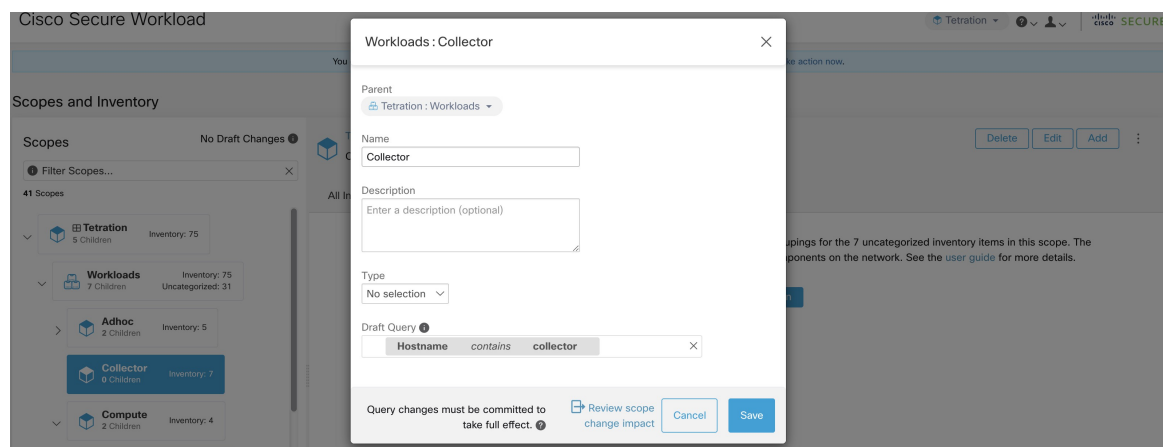 Cisco Secure Workload
Tetration
cisco SECURE
You
ke action now.
Scopes and Inventory
Scopes
No Draft Changes
Filter Scopes...
41 Scopes
Tetration
5 Children
Inventory: 75
Workloads
7 Children
Inventory: 75
Uncategorized: 31
Adhoc
2 Children
Inventory: 5
Collector
0 Children
Inventory: 7
Compute
2 Children
Inventory: 4
All In
Delete
Edit
Add
upings for the 7 uncategorized inventory items in this scope. The
ponents on the network. See the user guide for more details.
n
Workloads : Collector
Parent
Tetration : Workloads
Name
Collector
Description
Enter a description (optional)
Type
No selection
Draft Query
Hostname contains collector
Query changes must be committed to
take full effect.
Review scope
change impact
Cancel
Save